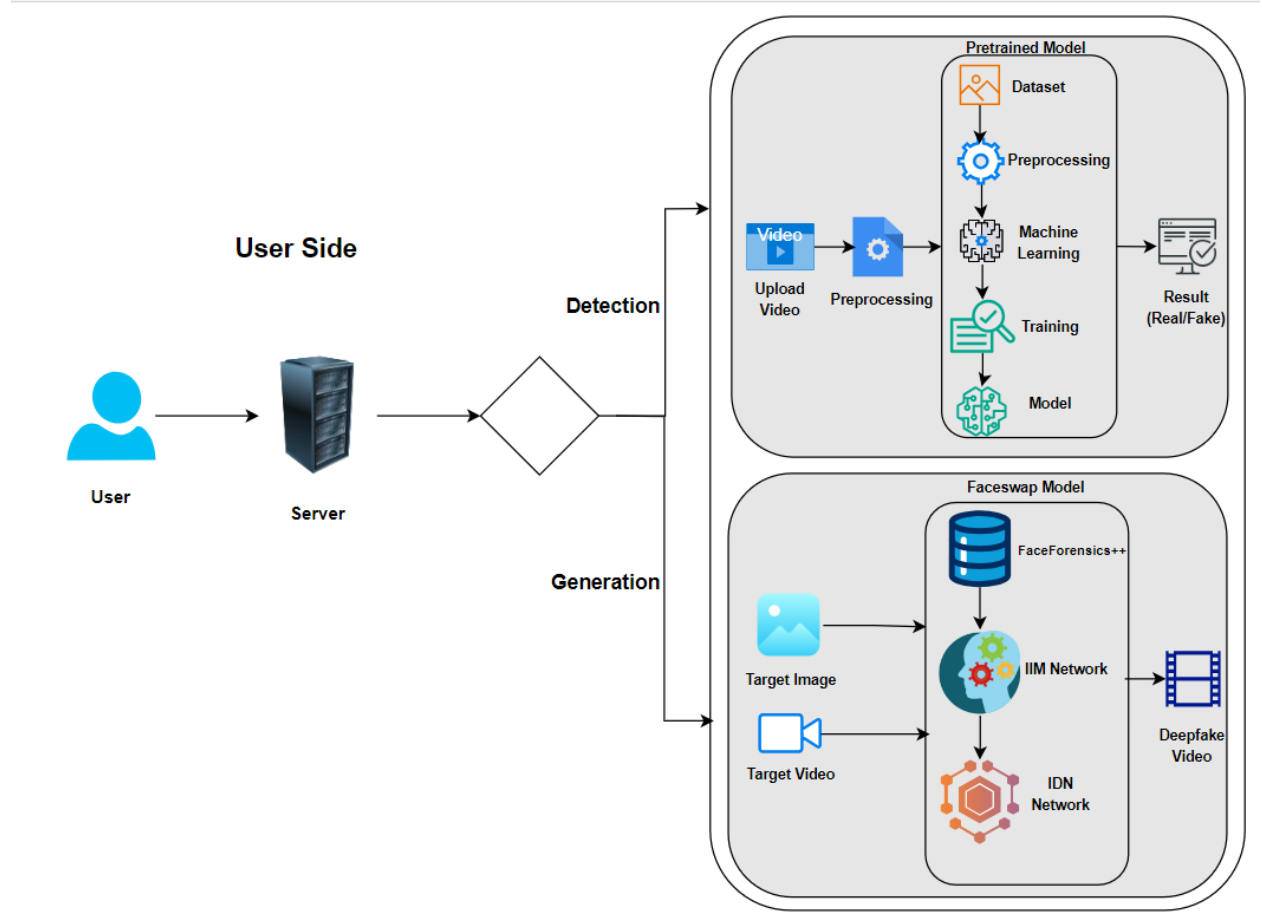 Pretrained Model
Dataset
Preprocessing
Machine
Learning
Training
Model
Video
Upload
Video
Preprocessing
Result
(Real/Fake)
User Side
Detection
User
Server
Generation
Faceswap Model
FaceForensics++
IIM Network
IDN
Network
Target Image
Target Video
Deepfake
Video